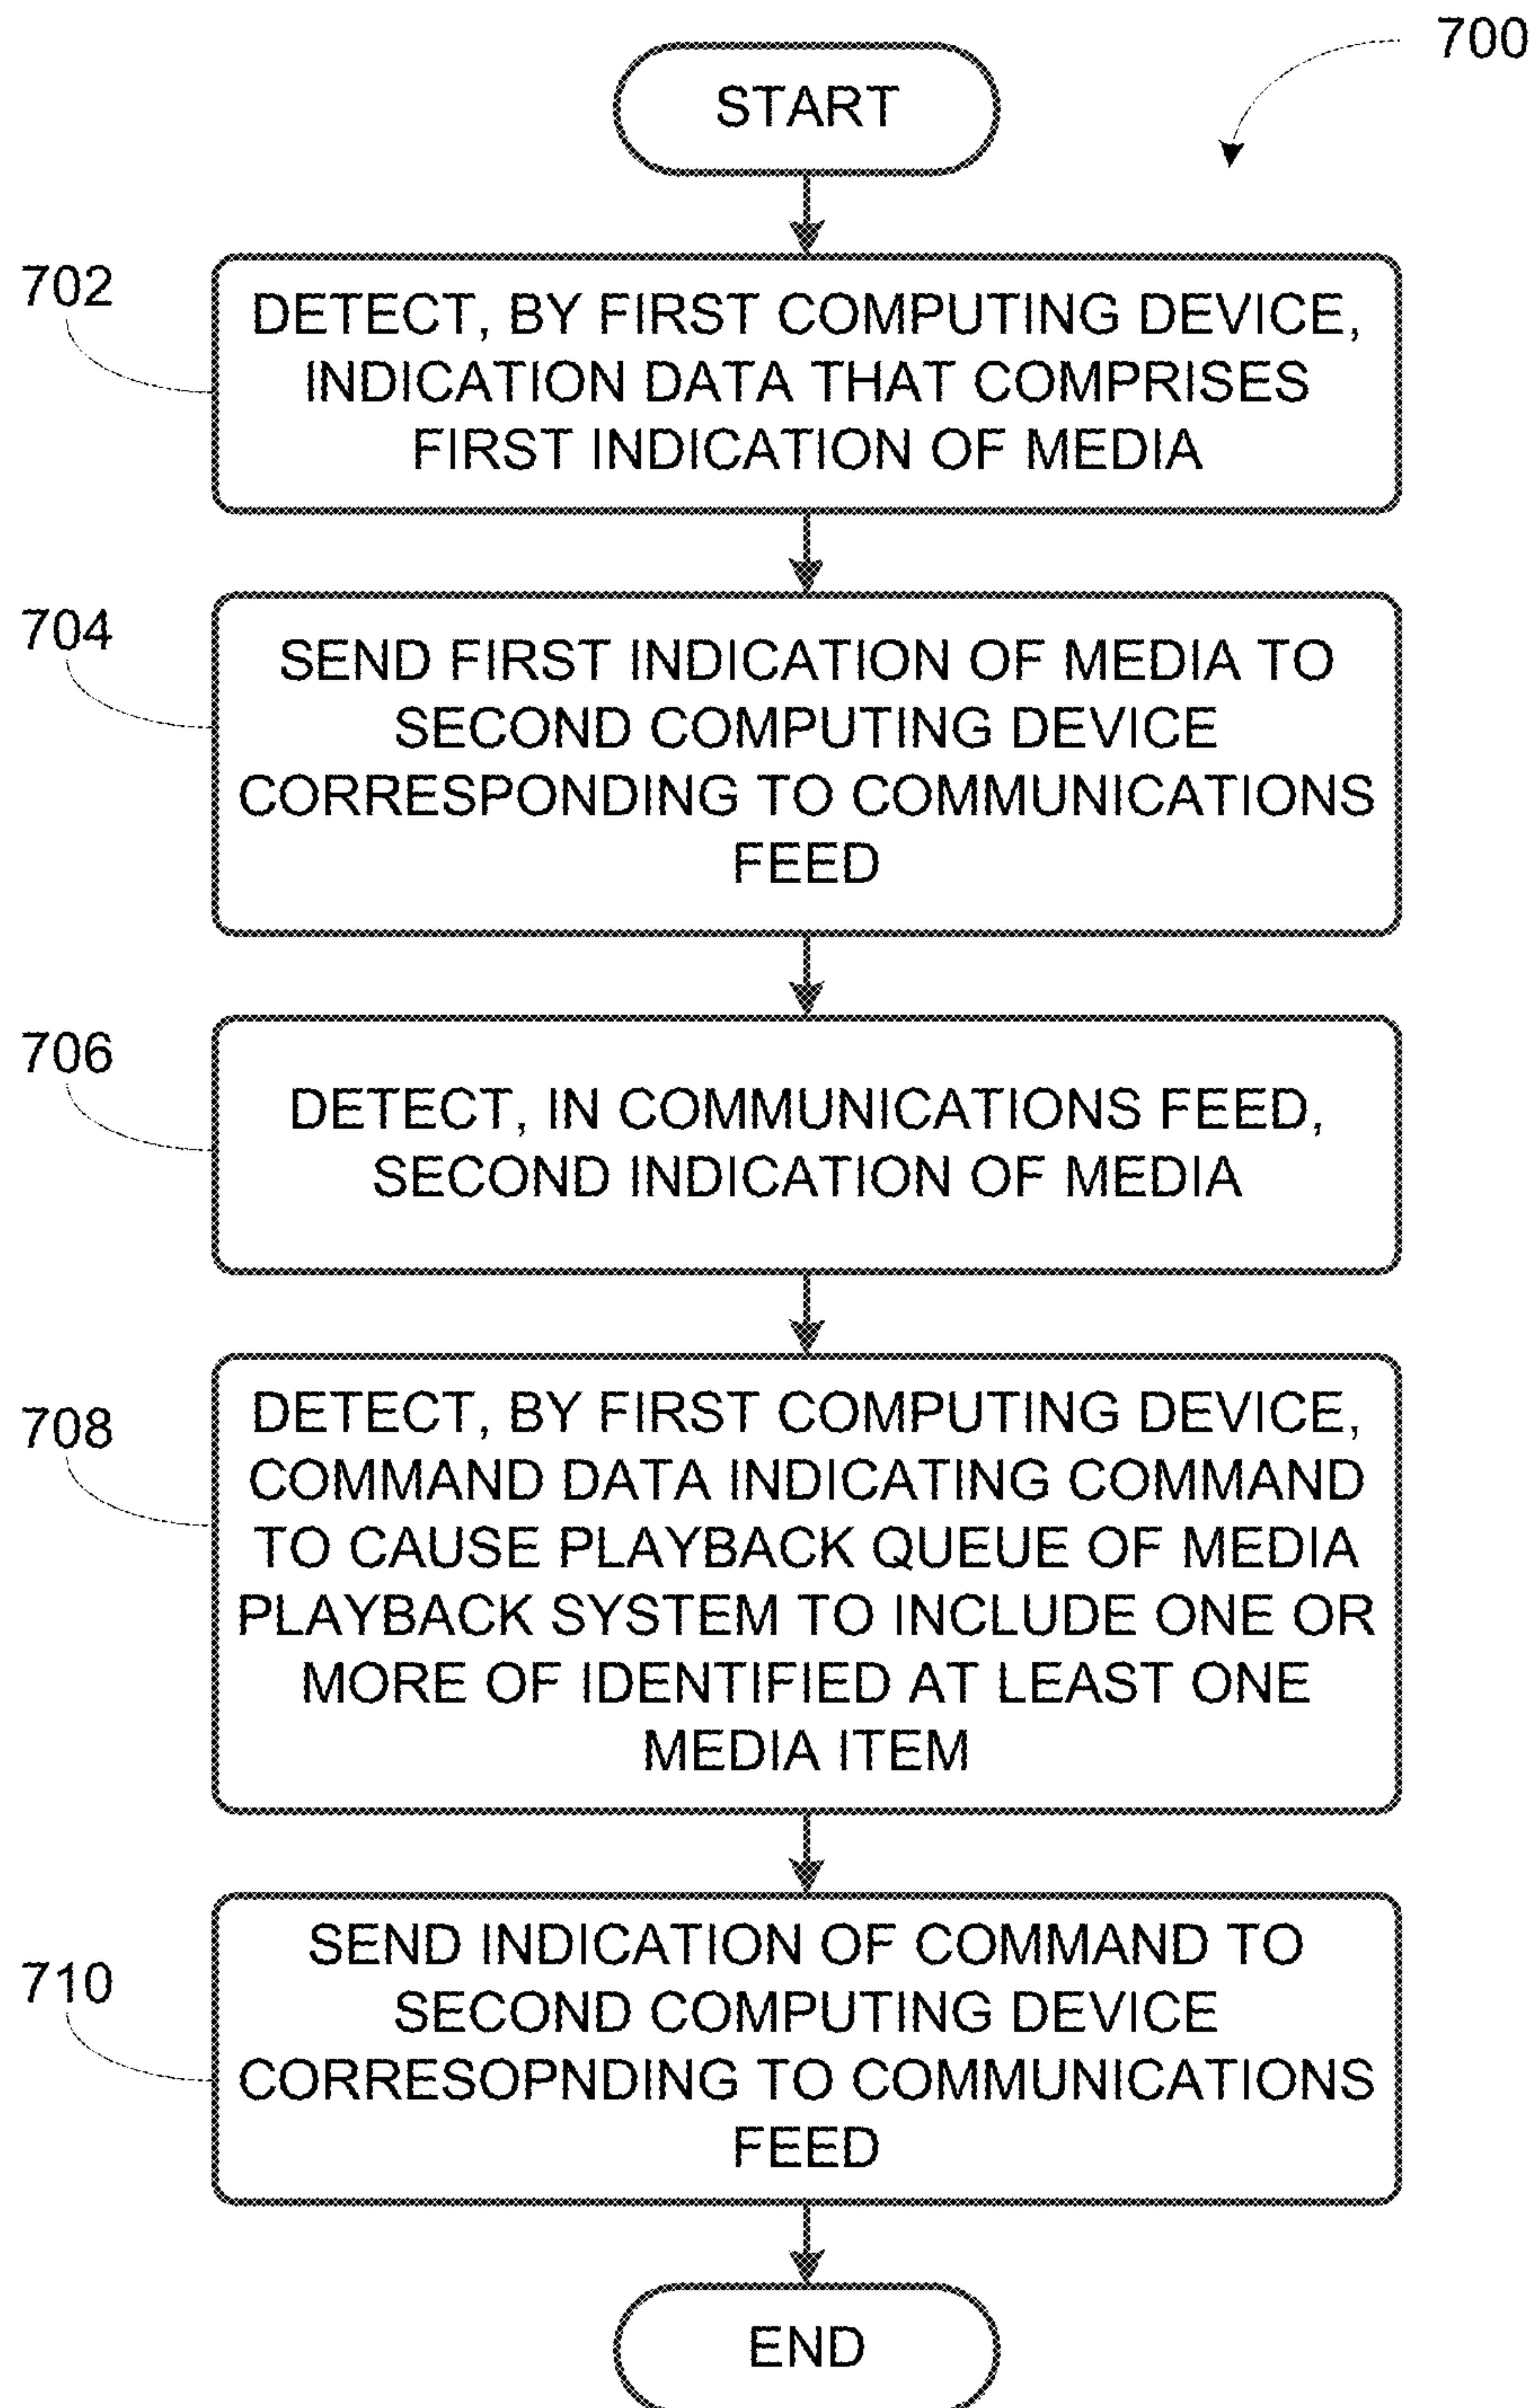 700
START
702
DETECT, BY FIRST COMPUTING DEVICE,
INDICATION DATA THAT COMPRISES
FIRST INDICATION OF MEDIA
704
SEND FIRST INDICATION OF MEDIA TO
SECOND COMPUTING DEVICE
CORRESPONDING TO COMMUNICATIONS
FEED
706
DETECT, IN COMMUNICATIONS FEED,
SECOND INDICATION OF MEDIA
708
DETECT, BY FIRST COMPUTING DEVICE,
COMMAND DATA INDICATING COMMAND
TO CAUSE PLAYBACK QUEUE OF MEDIA
PLAYBACK SYSTEM TO INCLUDE ONE OR
MORE OF IDENTIFIED AT LEAST ONE
MEDIA ITEM
710
SEND INDICATION OF COMMAND TO
SECOND COMPUTING DEVICE
CORRESOPNDING TO COMMUNICATIONS
FEED
END